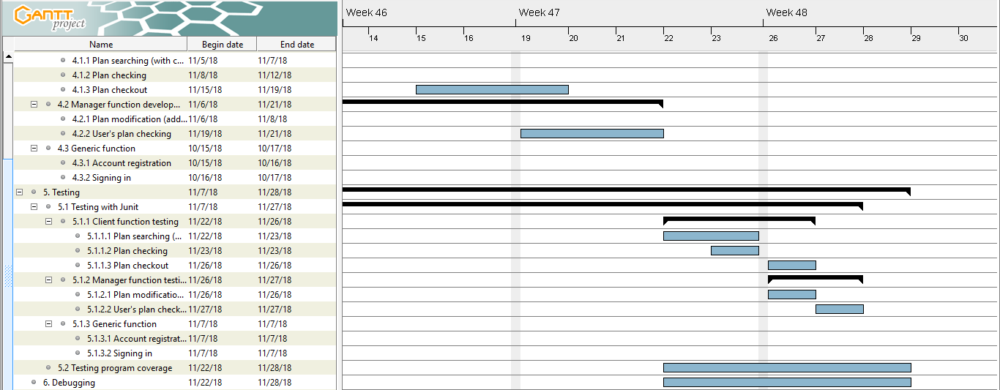 GANTT
project
Week 46 Week 47 Week 48
14 15 16 19 20 21 22 23 26 27 28 29 30
Name Begin date End date
4.1.1 Plan searching (with c... 11/5/18 11/7/18
4.1.2 Plan checking 11/8/18 11/12/18
4.1.3 Plan checkout 11/15/18 11/19/18
4.2 Manager function develop... 11/6/18 11/21/18
4.2.1 Plan modification (add... 11/6/18 11/8/18
4.2.2 User's plan checking 11/19/18 11/21/18
4.3 Generic function 10/15/18 10/17/18
4.3.1 Account registration 10/15/18 10/16/18
4.3.2 Signing in 10/16/18 10/17/18
5. Testing 11/7/18 11/28/18
5.1 Testing with Junit 11/7/18 11/27/18
5.1.1 Client function testing 11/22/18 11/26/18
5.1.1.1 Plan searching (... 11/22/18 11/23/18
5.1.1.2 Plan checking 11/23/18 11/23/18
5.1.1.3 Plan checkout 11/26/18 11/26/18
5.1.2 Manager function testi... 11/26/18 11/27/18
5.1.2.1 Plan modificatio... 11/26/18 11/26/18
5.1.2.2 User's plan check... 11/27/18 11/27/18
5.1.3 Generic function 11/7/18 11/7/18
5.1.3.1 Account registrat... 11/7/18 11/7/18
5.1.3.2 Signing in 11/7/18 11/7/18
5.2 Testing program coverage 11/22/18 11/28/18
6. Debugging 11/22/18 11/28/18